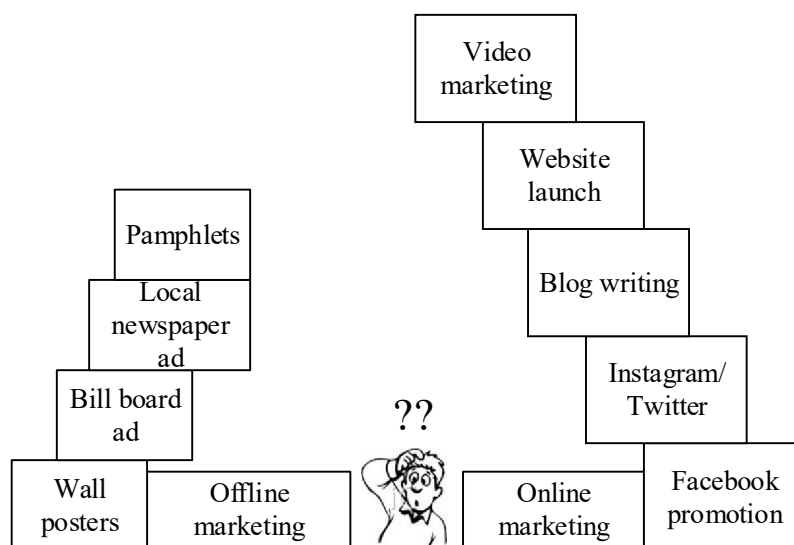 Video
marketing
Website
launch
Pamphlets
Blog writing
Local
newspaper
ad
Instagram/
Twitter
Bill board
ad
??
Wall
posters
Offline
marketing
Online
marketing
Facebook
promotion